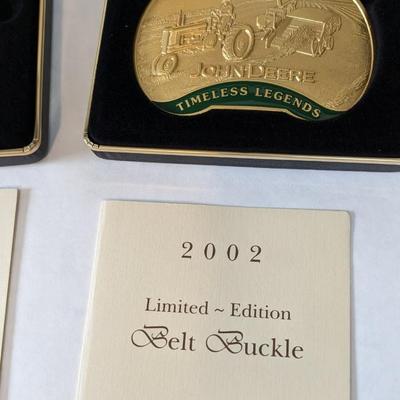 JOHN DEERE
TIMELESS LEGENDS
2002
Limited ~ Edition
Belt Buckle